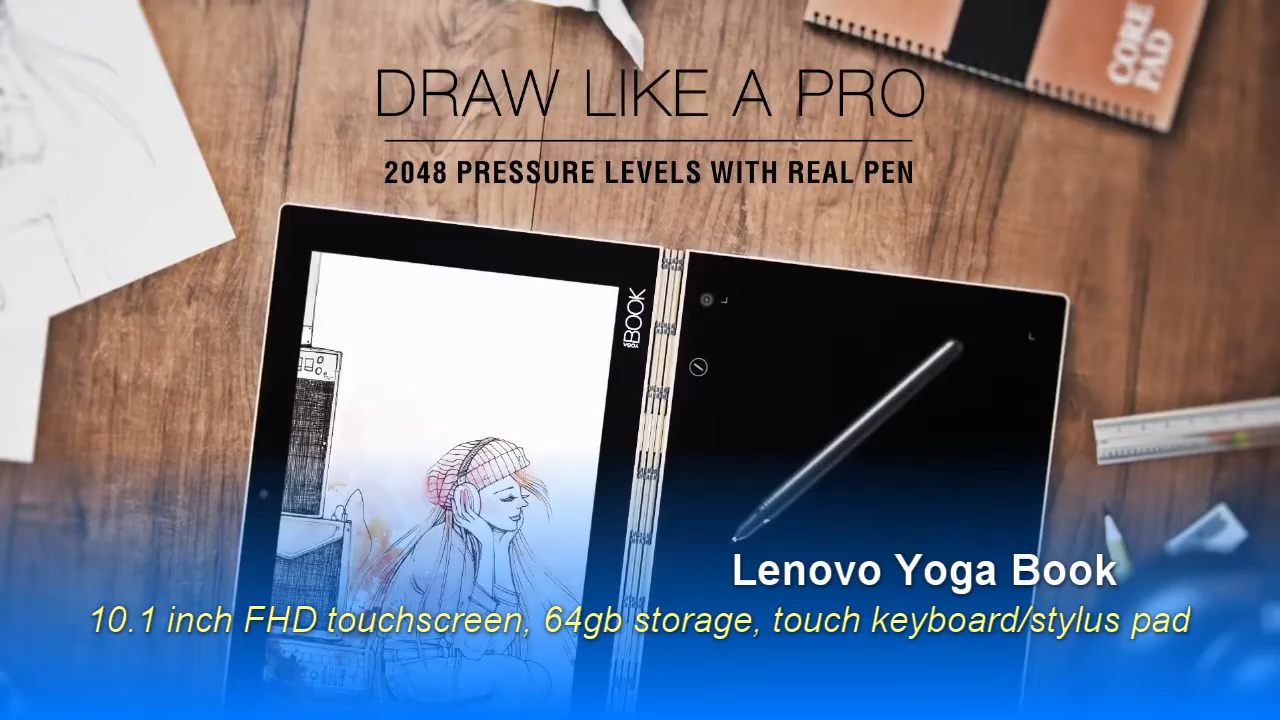 CORE
PAD
DRAW LIKE A PRO
2048 PRESSURE LEVELS WITH REAL PEN
YOGA BOOK
Lenovo Yoga Book
10.1 inch FHD touchscreen, 64gb storage, touch keyboard/stylus pad